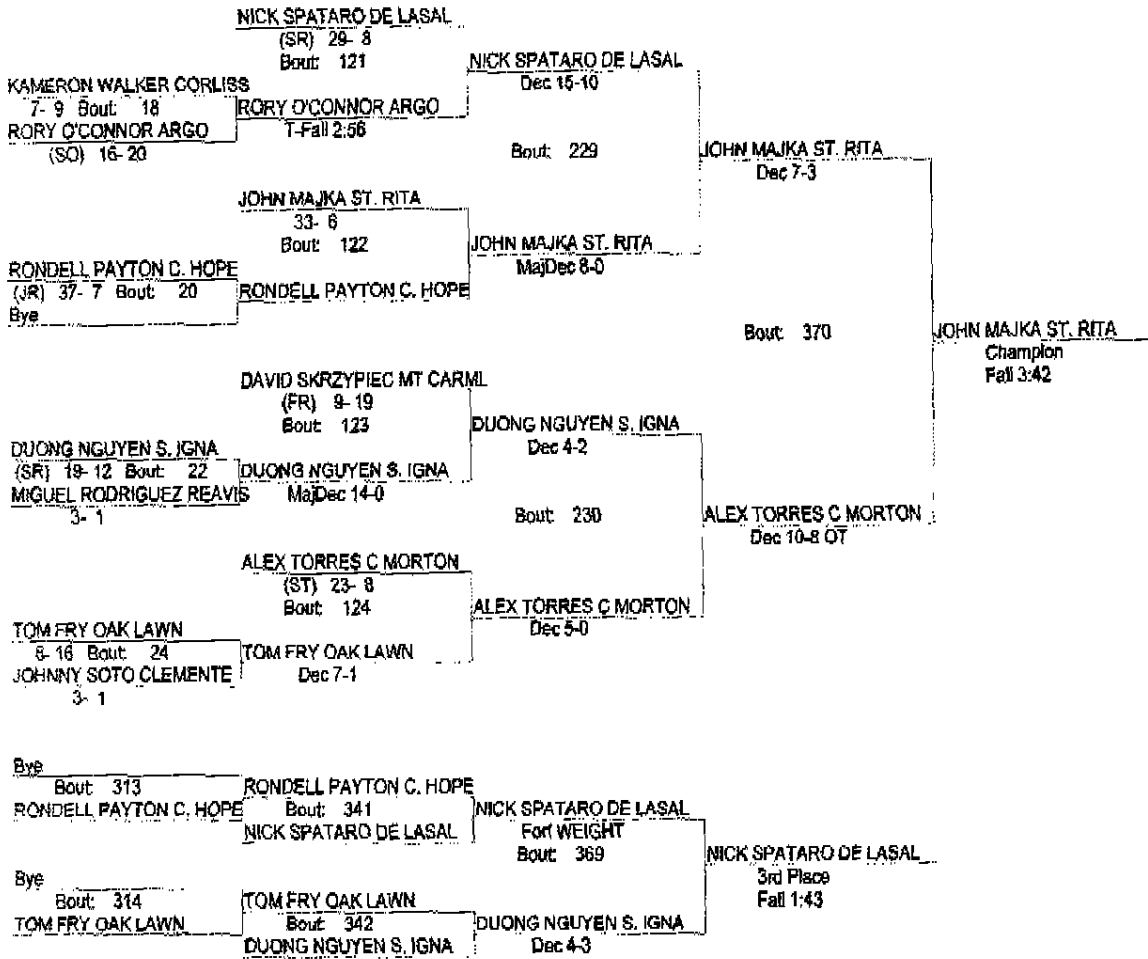 NICK SPATARO DE LASAL
(SR) 29- 8
Bout: 121
NICK SPATARO DE LASAL
Dec 15-10
KAMERON WALKER CORLISS
7- 9 Bout: 18
RORY O'CONNOR ARGO
RORY O'CONNOR ARGO
T-Fall 2:56
(SO) 16-20
Bout: 229
JOHN MAJKA ST. RITA
Dec 7-3
JOHN MAJKA ST. RITA
33- 6
Bout: 122
JOHN MAJKA ST. RITA
MajDec 8-0
RONDELL PAYTON C. HOPE
(JR) 37- 7 Bout: 20
RONDELL PAYTON C. HOPE
Bye
Bout: 370
JOHN MAJKA ST. RITA
Champion
Fall 3:42
DAVID SKRZYPIEC MT CARML
(FR) 9-19
Bout: 123
DUONG NGUYEN S. IGNA
Dec 4-2
DUONG NGUYEN S. IGNA
(SR) 19-12 Bout: 22
DUONG NGUYEN S. IGNA
MIGUEL RODRIGUEZ REAVIS
MajDec 14-0
3- 1
Bout: 230
ALEX TORRES C MORTON
Dec 10-8 OT
ALEX TORRES C MORTON
(ST) 23- 8
Bout: 124
ALEX TORRES C MORTON
Dec 5-0
TOM FRY OAK LAWN
8-16 Bout: 24
TOM FRY OAK LAWN
JOHNNY SOTO CLEMENTE
Dec 7-1
3- 1
Bye
Bout: 313
RONDELL PAYTON C. HOPE
RONDELL PAYTON C. HOPE
Bout: 341
NICK SPATARO DE LASAL
NICK SPATARO DE LASAL
Forf WEIGHT
Bout: 369
NICK SPATARO DE LASAL
3rd Place
Fall 1:43
Bye
Bout: 314
TOM FRY OAK LAWN
TOM FRY OAK LAWN
Bout: 342
DUONG NGUYEN S. IGNA
DUONG NGUYEN S. IGNA
Dec 4-3